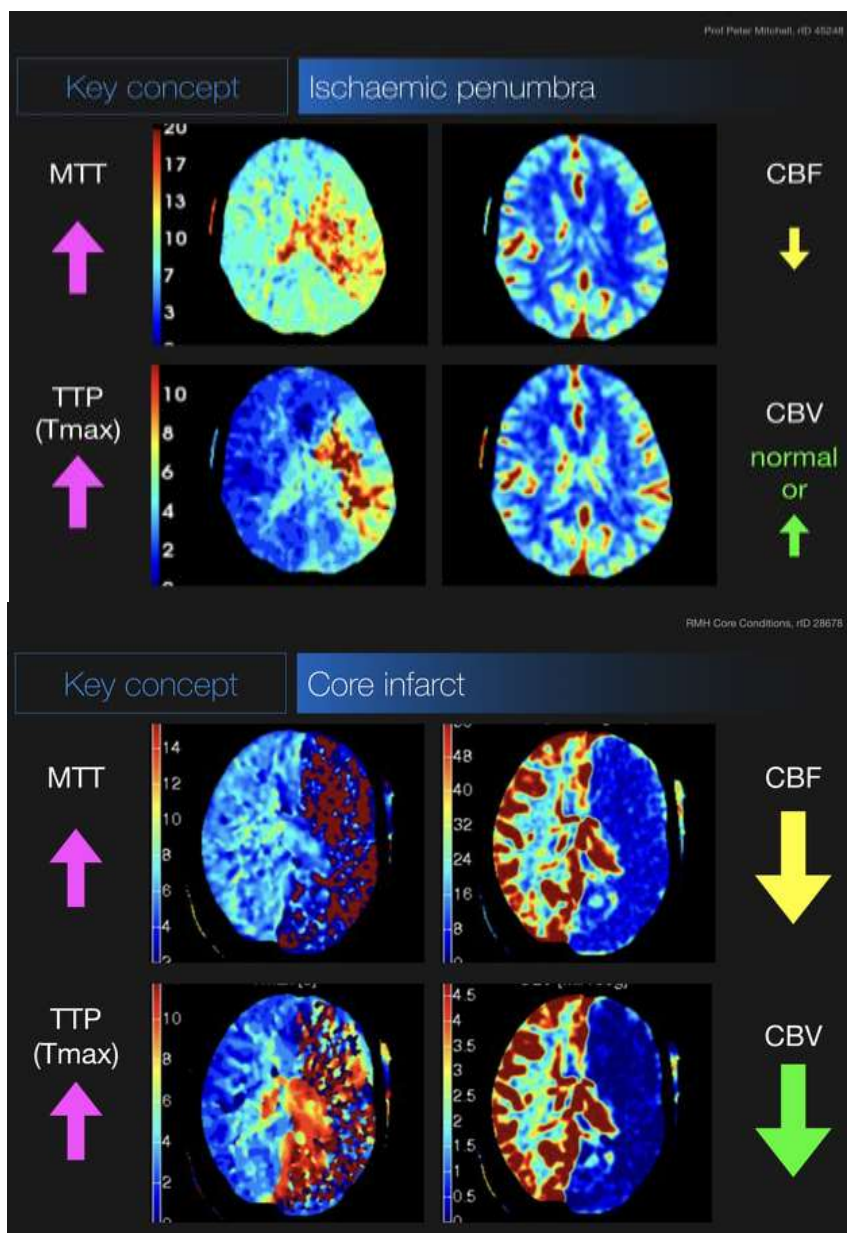 Prof Peter Mitchell, rID 45248
Key concept
Ischaemic penumbra
MTT
20
17
13
10
7
3
CBF
TTP
(Tmax)
10
8
6
4
2
CBV
normal
or
RMH Core Conditions, rID 28678
Key concept
Core infarct
MTT
14
12
10
8
6
4
48
40
32
24
16
8
CBF
TTP
(Tmax)
10
8
6
4
2
0
4.5
4
3.5
3
2.5
2
1.5
1
0.5
0
CBV